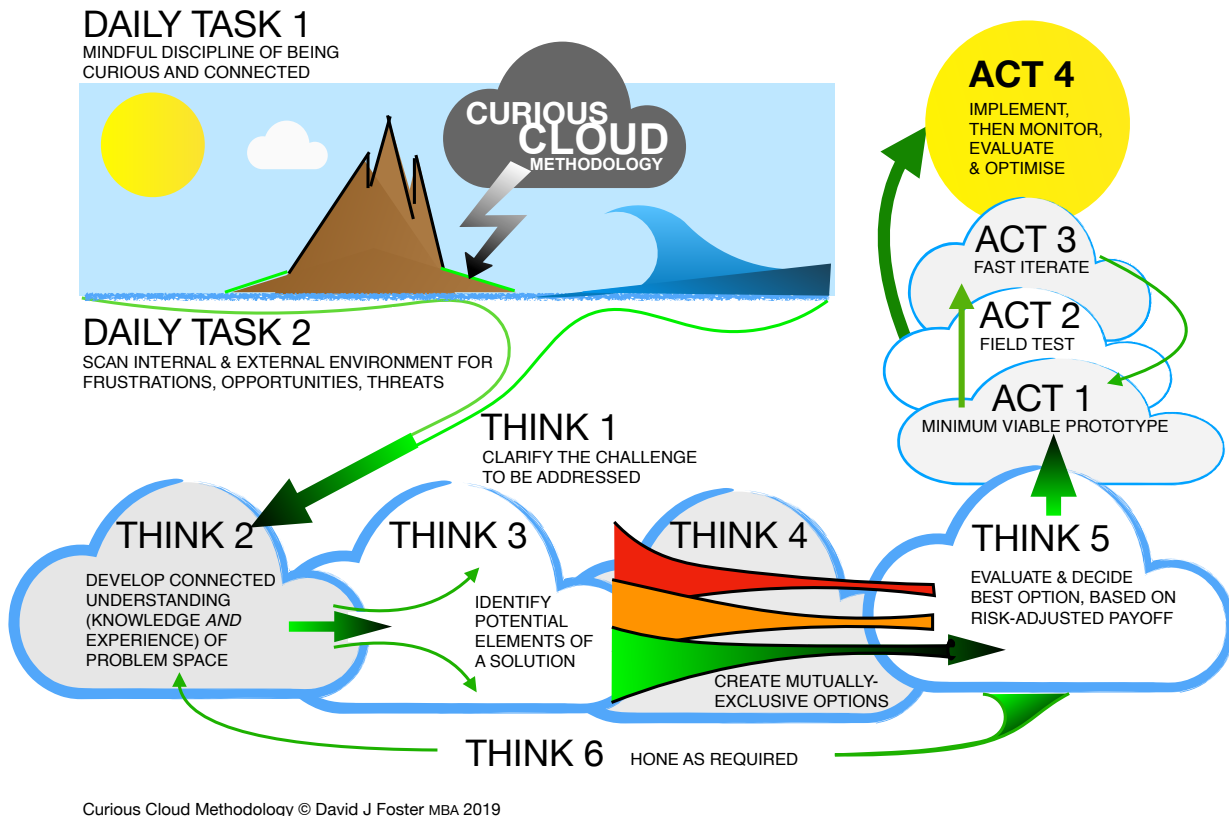 DAILY TASK 1
MINDFUL DISCIPLINE OF BEING
CURIOUS AND CONNECTED
CURIOUS
CLOUD
METHODOLOGY
DAILY TASK 2
SCAN INTERNAL & EXTERNAL ENVIRONMENT FOR
FRUSTRATIONS, OPPORTUNITIES, THREATS
THINK 1
CLARIFY THE CHALLENGE
TO BE ADDRESSED
THINK 2
DEVELOP CONNECTED
UNDERSTANDING
(KNOWLEDGE AND
EXPERIENCE) OF
PROBLEM SPACE
THINK 3
IDENTIFY
POTENTIAL
ELEMENTS OF
A SOLUTION
THINK 4
CREATE MUTUALLY-
EXCLUSIVE OPTIONS
THINK 5
EVALUATE & DECIDE
BEST OPTION, BASED ON
RISK-ADJUSTED PAYOFF
THINK 6
HONE AS REQUIRED
ACT 1
MINIMUM VIABLE PROTOTYPE
ACT 2
FIELD TEST
ACT 3
FAST ITERATE
ACT 4
IMPLEMENT,
THEN MONITOR,
EVALUATE
& OPTIMISE
Curious Cloud Methodology © David J Foster MBA 2019